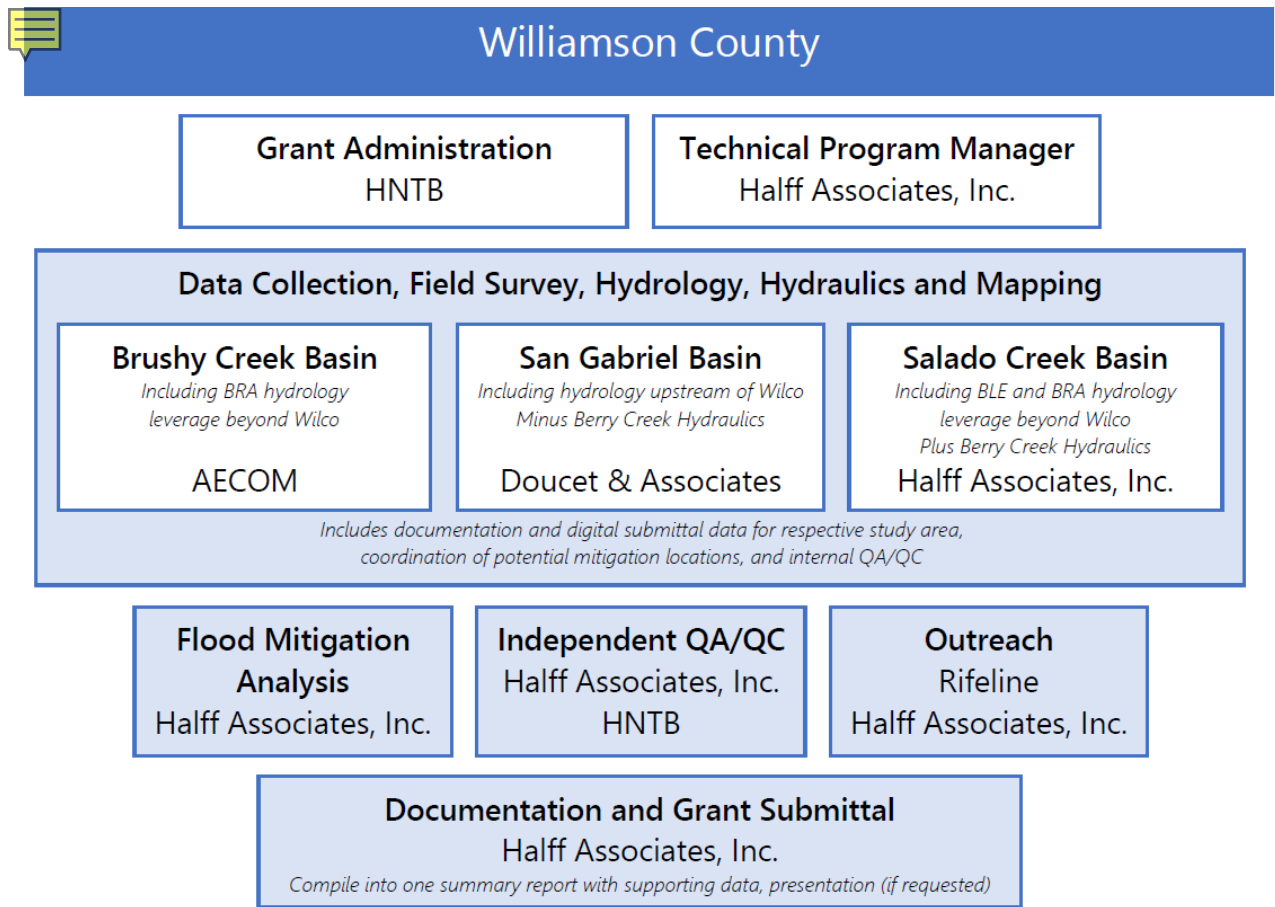 Williamson County
Grant Administration
HNTB
Technical Program Manager
Halff Associates, Inc.
Data Collection, Field Survey, Hydrology, Hydraulics and Mapping
Brushy Creek Basin
Including BRA hydrology
leverage beyond Wilco
AECOM
San Gabriel Basin
Including hydrology upstream of Wilco
Minus Berry Creek Hydraulics
Doucet & Associates
Salado Creek Basin
Including BLE and BRA hydrology
leverage beyond Wilco
Plus Berry Creek Hydraulics
Halff Associates, Inc.
Includes documentation and digital submittal data for respective study area,
coordination of potential mitigation locations, and internal QA/QC
Flood Mitigation
Analysis
Halff Associates, Inc.
Independent QA/QC
Halff Associates, Inc.
HNTB
Outreach
Rifeline
Halff Associates, Inc.
Documentation and Grant Submittal
Halff Associates, Inc.
Compile into one summary report with supporting data, presentation (if requested)